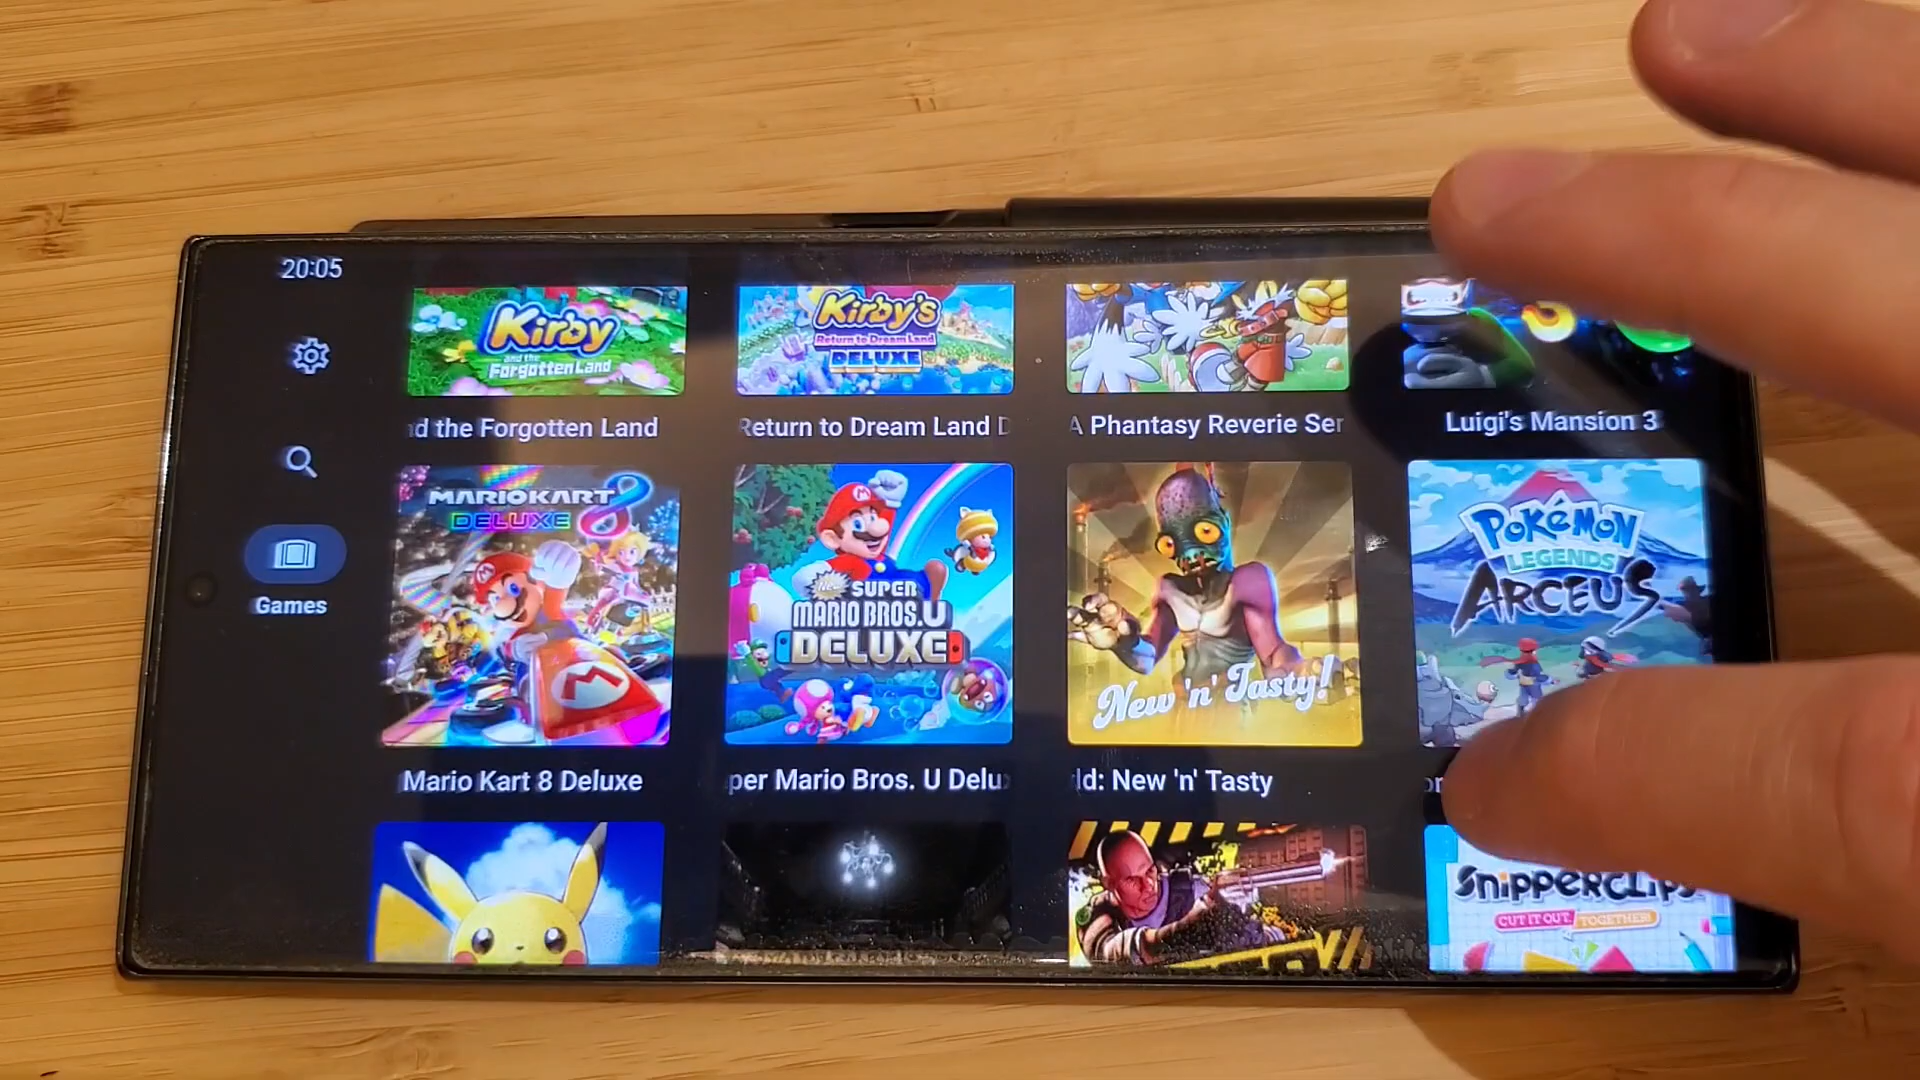 20:05
Kirby
and the
Forgotten Land
Kirby's
Return to Dream Land
DELUXE
d the Forgotten Land
Return to Dream Land D
A Phantasy Reverie Ser
Luigi's Mansion 3
MARIOKART 8
DELUXE
New SUPER
MARIO BROS.U
DELUXE
New 'n' Tasty!
POKéMON
LEGENDS
ARCEUS
Games
Mario Kart 8 Deluxe
per Mario Bros. U Delu
ld: New 'n' Tasty
SnipperCLips
CUT IT OUT, TOGETHER!